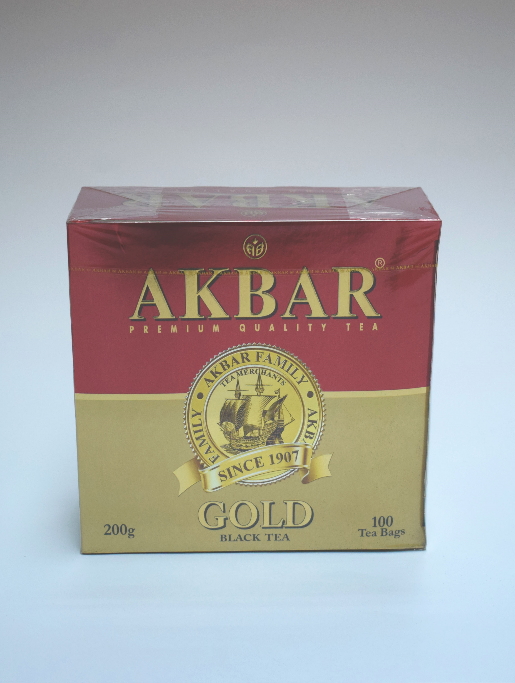 AKBAR®
PREMIUM QUALITY TEA
FAMILY • AKBAR FAMILY • AKB
TEA MERCHANTS
SINCE 1907
GOLD
BLACK TEA
200g
100
Tea Bags